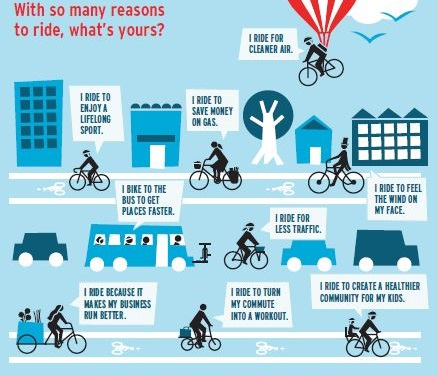 With so many reasons
to ride, what's yours?
I RIDE FOR
CLEANER AIR.
I RIDE TO
ENJOY A
LIFELONG
SPORT.
I RIDE TO
SAVE MONEY
ON GAS.
I RIDE TO FEEL
THE WIND ON
MY FACE.
I BIKE TO THE
BUS TO GET
PLACES FASTER.
I RIDE FOR
LESS TRAFFIC.
I RIDE BECAUSE IT
MAKES MY BUSINESS
RUN BETTER.
I RIDE TO TURN
MY COMMUTE
INTO A WORKOUT.
I RIDE TO CREATE A HEALTHIER
COMMUNITY FOR MY KIDS.